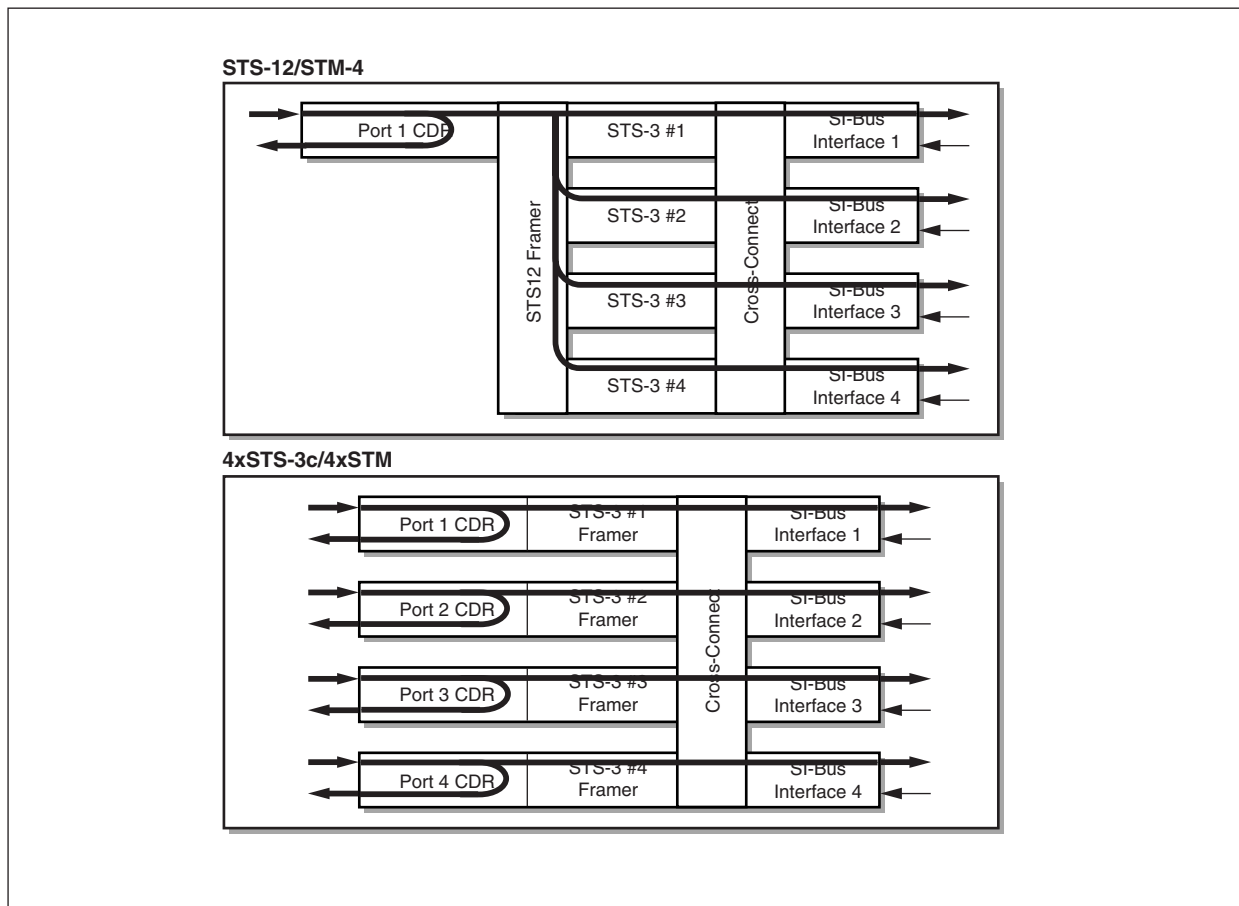 STS-12/STM-4
Port 1 CDR
STS12 Framer
STS-3 #1
STS-3 #2
STS-3 #3
STS-3 #4
Cross-Connect
SI-Bus
Interface 1
SI-Bus
Interface 2
SI-Bus
Interface 3
SI-Bus
Interface 4
4xSTS-3c/4xSTM
Port 1 CDR
STS-3 #1
Framer
Port 2 CDR
STS-3 #2
Framer
Port 3 CDR
STS-3 #3
Framer
Port 4 CDR
STS-3 #4
Framer
Cross-Connect
SI-Bus
Interface 1
SI-Bus
Interface 2
SI-Bus
Interface 3
SI-Bus
Interface 4